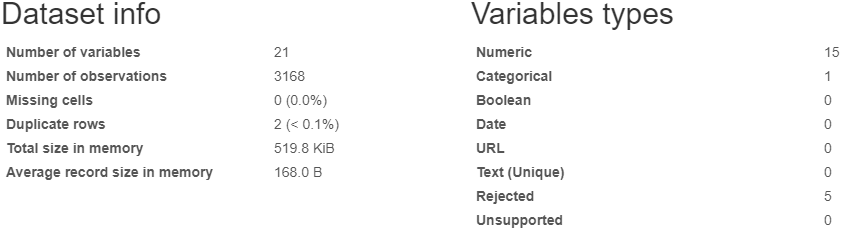 Dataset info
Number of variables 21
Number of observations 3168
Missing cells 0 (0.0%)
Duplicate rows 2 (< 0.1%)
Total size in memory 519.8 KiB
Average record size in memory 168.0 B
Variables types
Numeric 15
Categorical 1
Boolean 0
Date 0
URL 0
Text (Unique) 0
Rejected 5
Unsupported 0